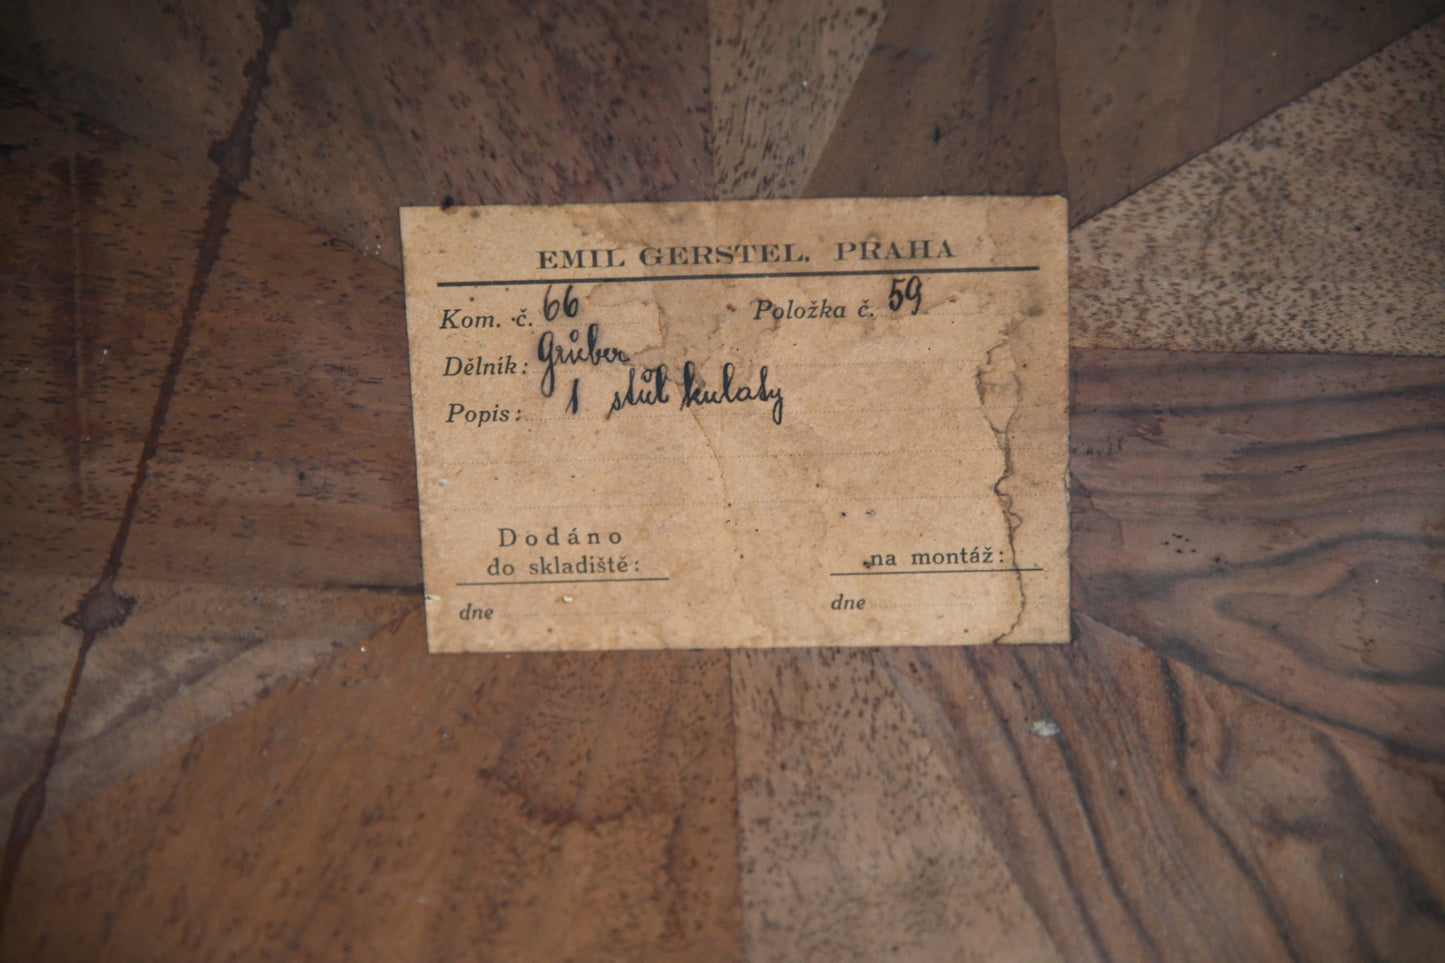 EMIL GERSTEL, PRAHA
Kom. č. 66 Položka č. 59
Dělník: Grůber
Popis: 1 stůl kulaty
Dodáno
do skladiště: na montáž:
dne dne